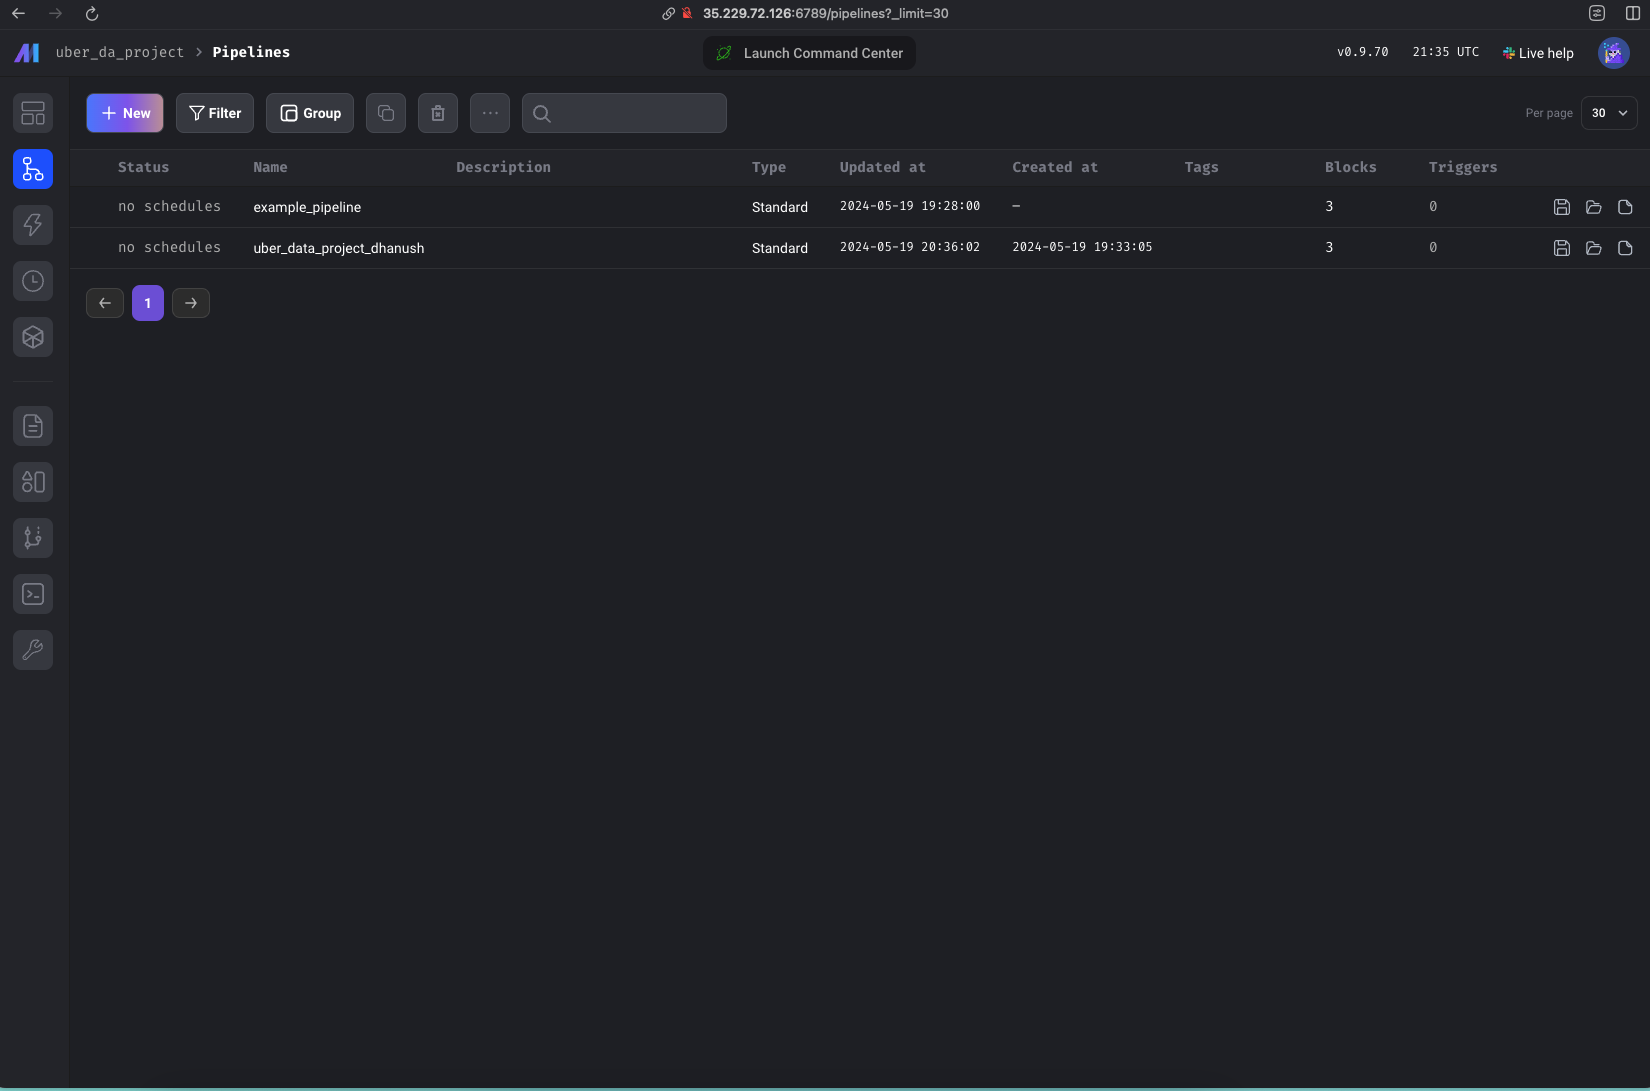 35.229.72.126:6789/pipelines?_limit=30
uber_da_project > Pipelines
Launch Command Center
v0.9.70
21:35 UTC
Live help
New
Filter
Group
Per page
30
Status Name Description Type Updated at Created at Tags Blocks Triggers
no schedules example_pipeline Standard 2024-05-19 19:28:00 — 3 0
no schedules uber_data_project_dhanush Standard 2024-05-19 20:36:02 2024-05-19 19:33:05 3 0
1